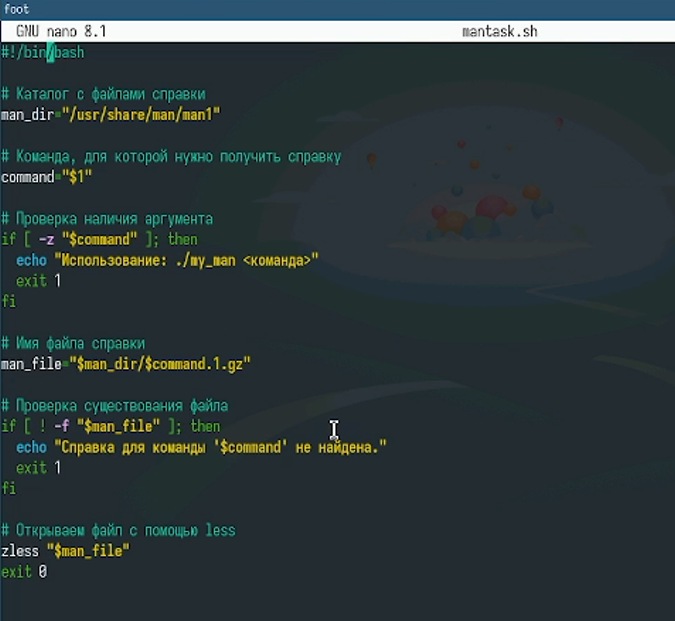 foot
GNU nano 8.1 mantask.sh
#!/bin/bash
# Каталог с файлами справки
man_dir="/usr/share/man/man1"
# Команда, для которой нужно получить справку
command="$1"
# Проверка наличия аргумента
if [ -z "$command" ]; then
echo "Использование: ./my_man <команда>"
exit 1
fi
# Имя файла справки
man_file="$man_dir/$command.1.gz"
# Проверка существования файла
if [ ! -f "$man_file" ]; then
echo "Справка для команды '$command' не найдена."
exit 1
fi
# Открываем файл с помощью less
zless "$man_file"
exit 0